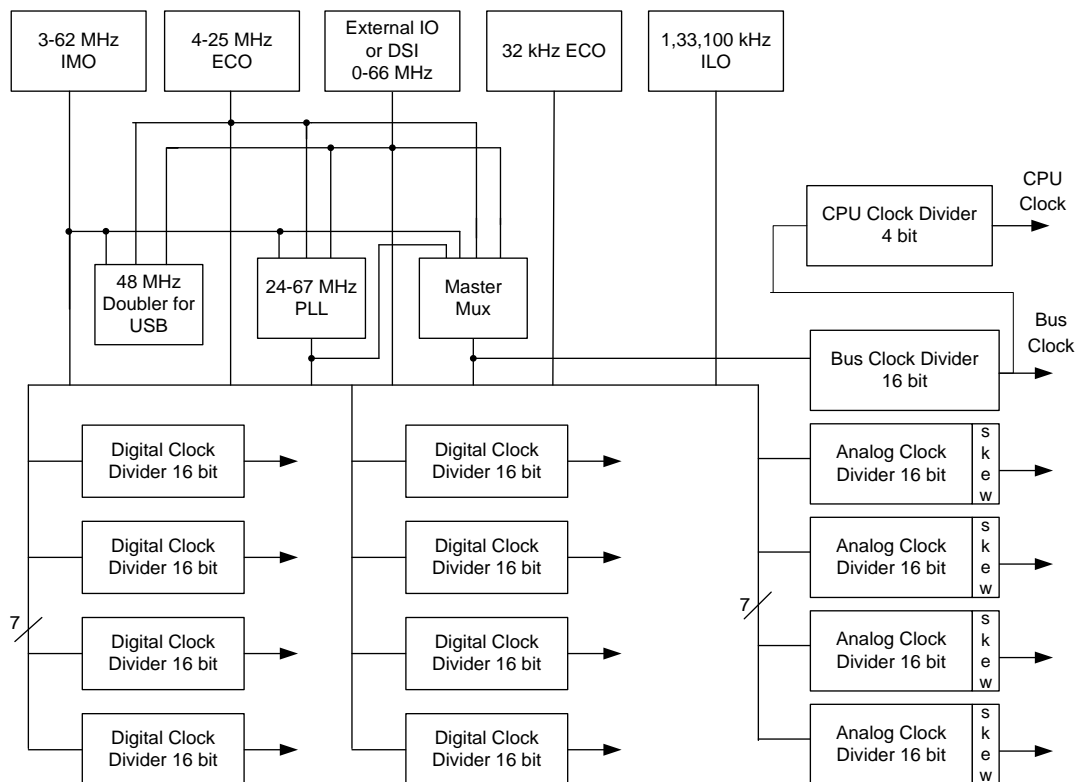 3-62 MHz
IMO
4-25 MHz
ECO
External IO
or DSI
0-66 MHz
32 kHz ECO
1,33,100 kHz
ILO
CPU
Clock
CPU Clock Divider
4 bit
48 MHz
Doubler for
USB
24-67 MHz
PLL
Master
Mux
Bus
Clock
Bus Clock Divider
16 bit
Digital Clock
Divider 16 bit
Digital Clock
Divider 16 bit
Analog Clock
Divider 16 bit
s
k
e
w
Digital Clock
Divider 16 bit
Digital Clock
Divider 16 bit
Analog Clock
Divider 16 bit
s
k
e
w
7
7
Digital Clock
Divider 16 bit
Digital Clock
Divider 16 bit
Analog Clock
Divider 16 bit
s
k
e
w
Digital Clock
Divider 16 bit
Digital Clock
Divider 16 bit
Analog Clock
Divider 16 bit
s
k
e
w